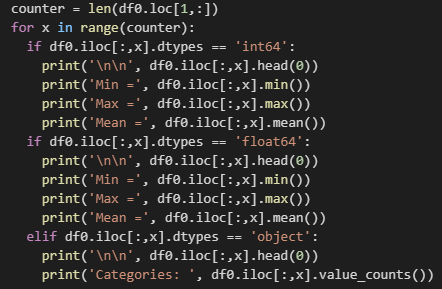 counter = len(df0.loc[1,:])
for x in range(counter):
  if df0.iloc[:,x].dtypes == 'int64':
    print('\n\n', df0.iloc[:,x].head(0))
    print('Min =', df0.iloc[:,x].min())
    print('Max =', df0.iloc[:,x].max())
    print('Mean =', df0.iloc[:,x].mean())
  if df0.iloc[:,x].dtypes == 'float64':
    print('\n\n', df0.iloc[:,x].head(0))
    print('Min =', df0.iloc[:,x].min())
    print('Max =', df0.iloc[:,x].max())
    print('Mean =', df0.iloc[:,x].mean())
  elif df0.iloc[:,x].dtypes == 'object':
    print('\n\n', df0.iloc[:,x].head(0))
    print('Categories: ', df0.iloc[:,x].value_counts())